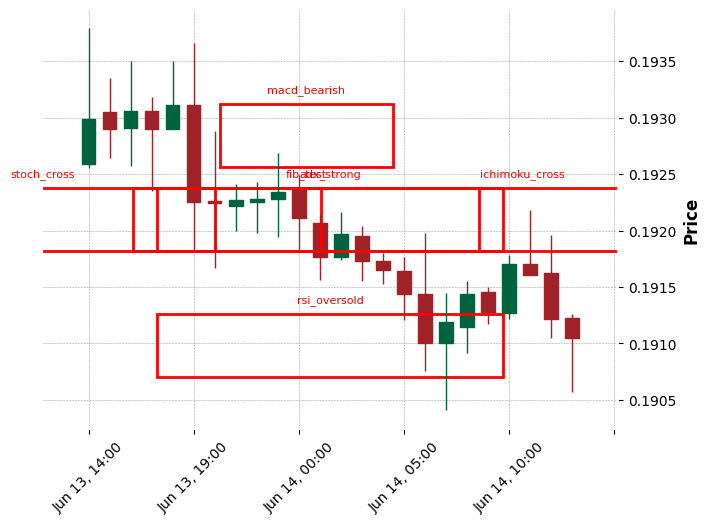 0.1935
macd_bearish
0.1930
stoch_cross
ichimoku_cross
0.1925
0.1920
Price
0.1915
rsi_oversold
0.1910
0.1905
Jun 13, 14:00
Jun 13, 19:00
Jun 14, 00:00
Jun 14, 05:00
Jun 14, 10:00